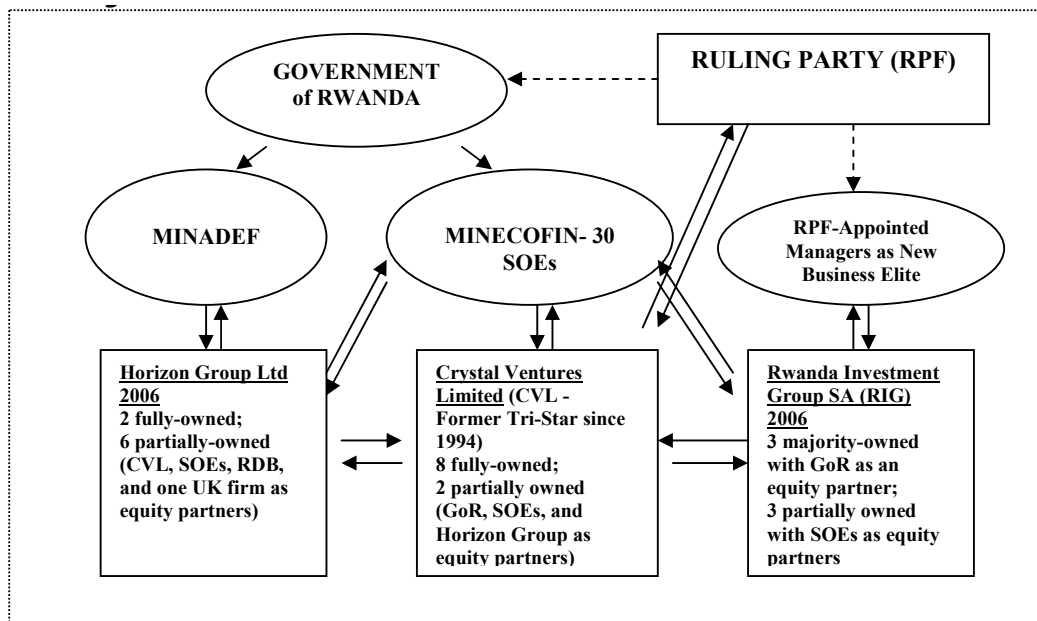 GOVERNMENT
of RWANDA
RULING PARTY (RPF)
MINADEF
MINECOFIN- 30
SOEs
RPF-Appointed
Managers as New
Business Elite
Horizon Group Ltd
2006
2 fully-owned;
6 partially-owned
(CVL, SOEs, RDB,
and one UK firm as
equity partners)
Crystal Ventures
Limited (CVL -
Former Tri-Star since
1994)
8 fully-owned;
2 partially owned
(GoR, SOEs, and
Horizon Group as
equity partners)
Rwanda Investment
Group SA (RIG)
2006
3 majority-owned
with GoR as an
equity partner;
3 partially owned
with SOEs as equity
partners